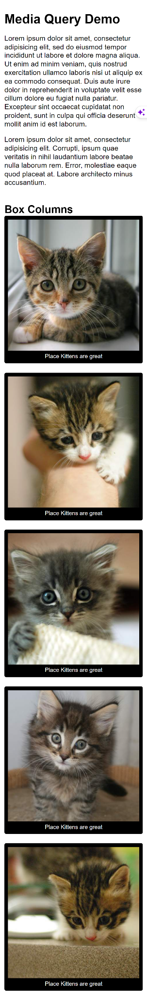 Media Query Demo
Lorem ipsum dolor sit amet, consectetur
adipisicing elit, sed do eiusmod tempor
incididunt ut labore et dolore magna aliqua.
Ut enim ad minim veniam, quis nostrud
exercitation ullamco laboris nisi ut aliquip ex
ea commodo consequat. Duis aute irure
dolor in reprehenderit in voluptate velit esse
cillum dolore eu fugiat nulla pariatur.
Excepteur sint occaecat cupidatat non
proident, sunt in culpa qui officia deserunt
mollit anim id est laborum.
Lorem ipsum dolor sit amet, consectetur
adipisicing elit. Corrupti, ipsum quae
veritatis in nihil laudantium labore beatae
nulla laborum rem. Error, molestiae eaque
quod placeat at. Labore architecto minus
accusantium.
Box Columns
Place Kittens are great
Place Kittens are great
Place Kittens are great
Place Kittens are great
Place Kittens are great